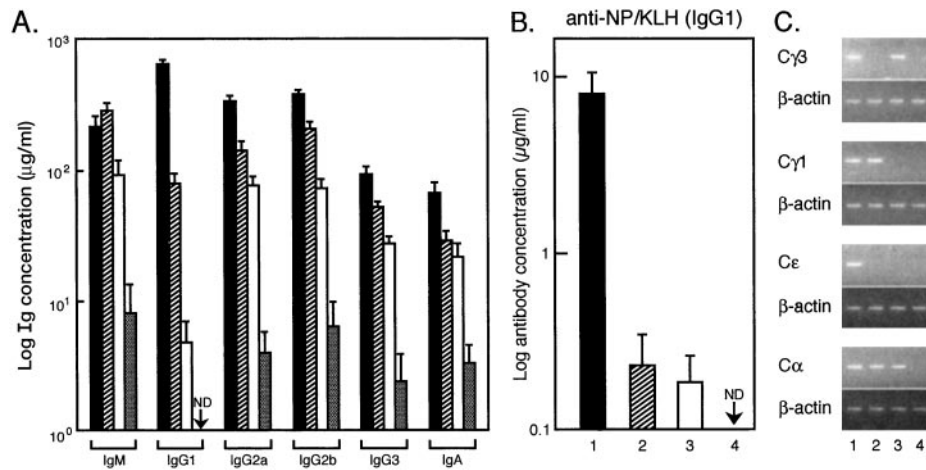 A.
Log Ig concentration (µg/ml)
10³
10²
10¹
10⁰
ND
IgM IgG1 IgG2a IgG2b IgG3 IgA
B.
anti-NP/KLH (IgG1)
Log antibody concentration (µg/ml)
10
1
0.1
ND
1 2 3 4
C.
Cγ3
β-actin
Cγ1
β-actin
Cε
β-actin
Cα
β-actin
1 2 3 4